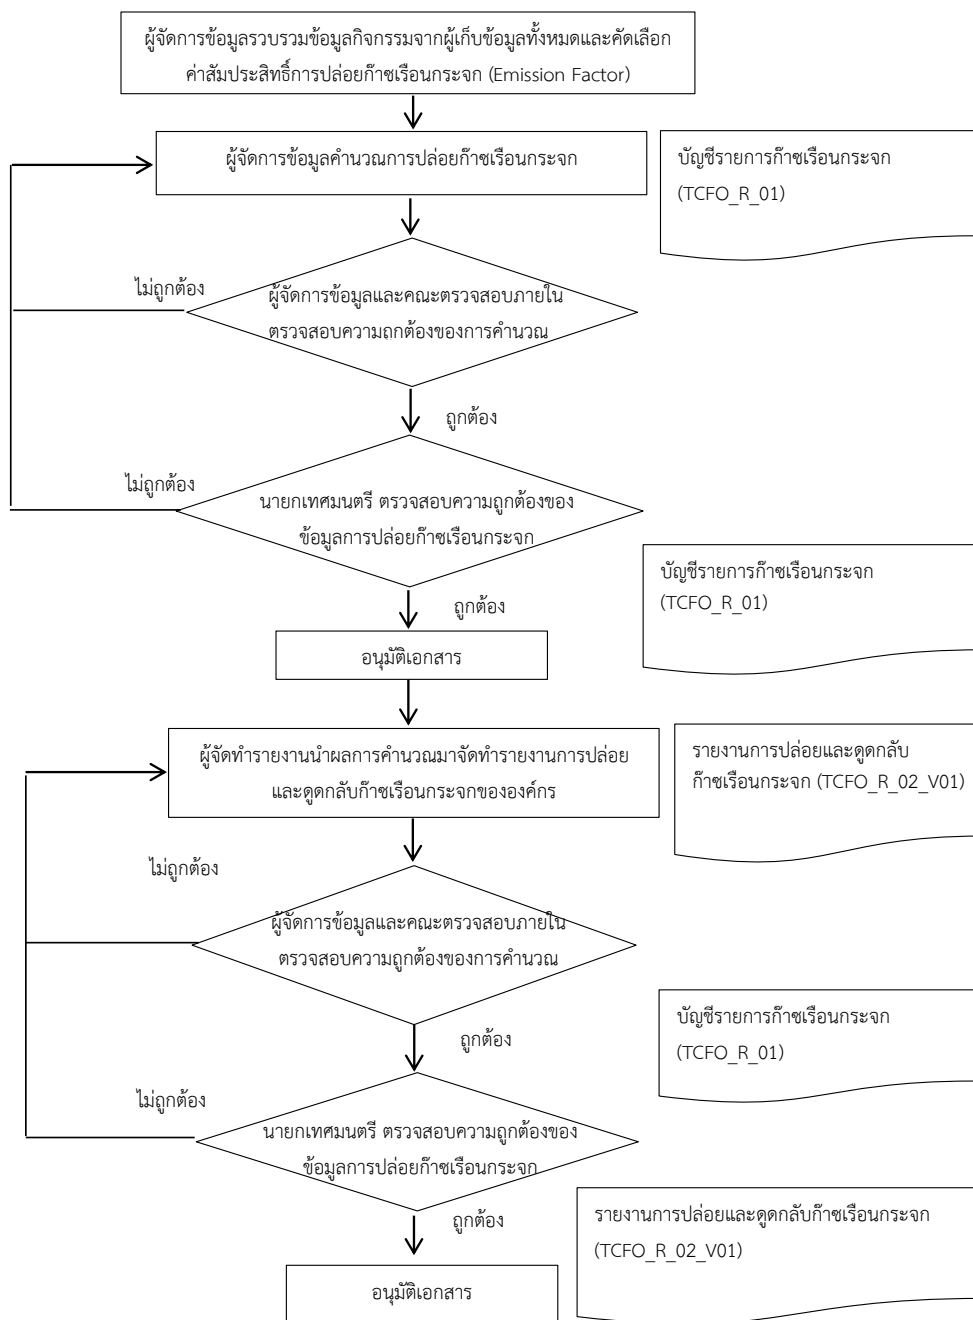 ผู้จัดการข้อมูลรวบรวมข้อมูลกิจกรรมจากผู้เก็บข้อมูลทั้งหมดและคัดเลือก
ค่าสัมประสิทธิ์การปล่อยก๊าซเรือนกระจก (Emission Factor)
ผู้จัดการข้อมูลคำนวณการปล่อยก๊าซเรือนกระจก
บัญชีรายการก๊าซเรือนกระจก
(TCFO_R_01)
ไม่ถูกต้อง
ผู้จัดการข้อมูลและคณะตรวจสอบภายใน
ตรวจสอบความถูกต้องของการคำนวณ
ถูกต้อง
ไม่ถูกต้อง
นายกเทศมนตรี ตรวจสอบความถูกต้องของ
ข้อมูลการปล่อยก๊าซเรือนกระจก
บัญชีรายการก๊าซเรือนกระจก
(TCFO_R_01)
ถูกต้อง
อนุมัติเอกสาร
ผู้จัดทำรายงานนำผลการคำนวณมาจัดทำรายงานการปล่อย
และดูดกลับก๊าซเรือนกระจกขององค์กร
รายงานการปล่อยและดูดกลับ
ก๊าซเรือนกระจก (TCFO_R_02_V01)
ไม่ถูกต้อง
ผู้จัดการข้อมูลและคณะตรวจสอบภายใน
ตรวจสอบความถูกต้องของการคำนวณ
บัญชีรายการก๊าซเรือนกระจก
(TCFO_R_01)
ถูกต้อง
ไม่ถูกต้อง
นายกเทศมนตรี ตรวจสอบความถูกต้องของ
ข้อมูลการปล่อยก๊าซเรือนกระจก
รายงานการปล่อยและดูดกลับก๊าซเรือนกระจก
(TCFO_R_02_V01)
ถูกต้อง
อนุมัติเอกสาร